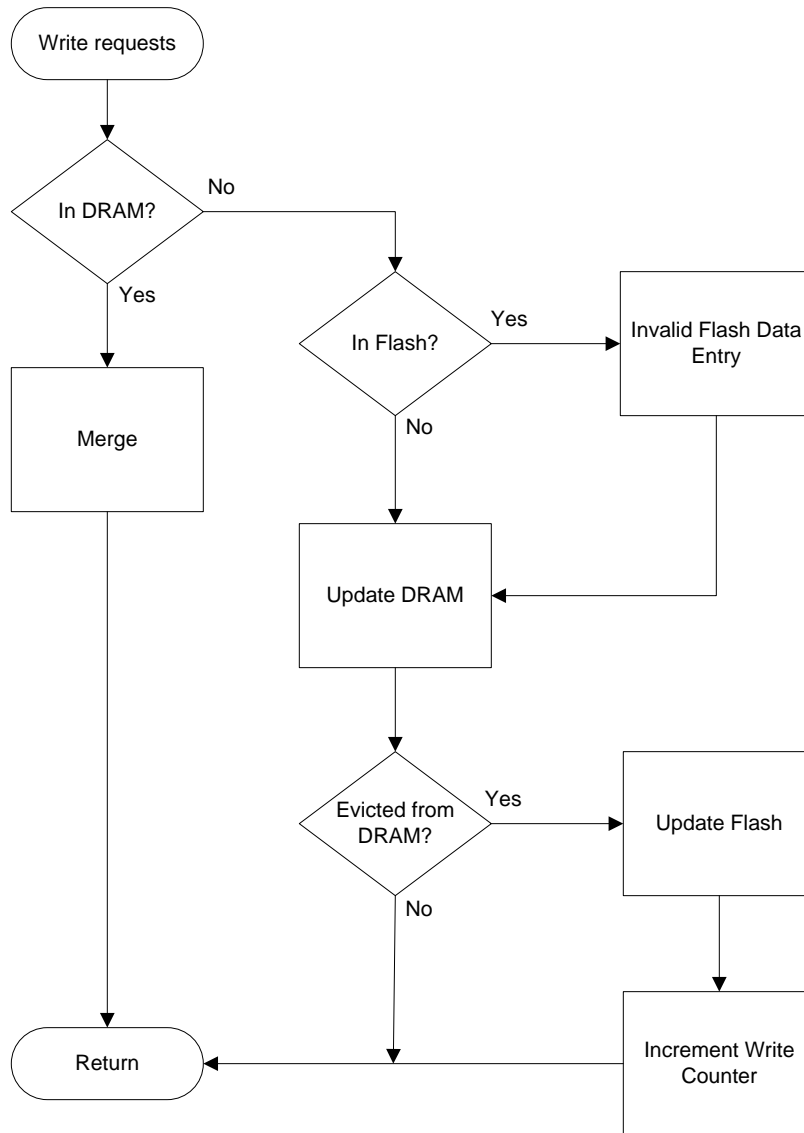 Write requests
In DRAM?
No
Yes
In Flash?
Yes
Invalid Flash Data
Entry
Merge
No
Update DRAM
Evicted from
DRAM?
Yes
Update Flash
No
Return
Increment Write
Counter